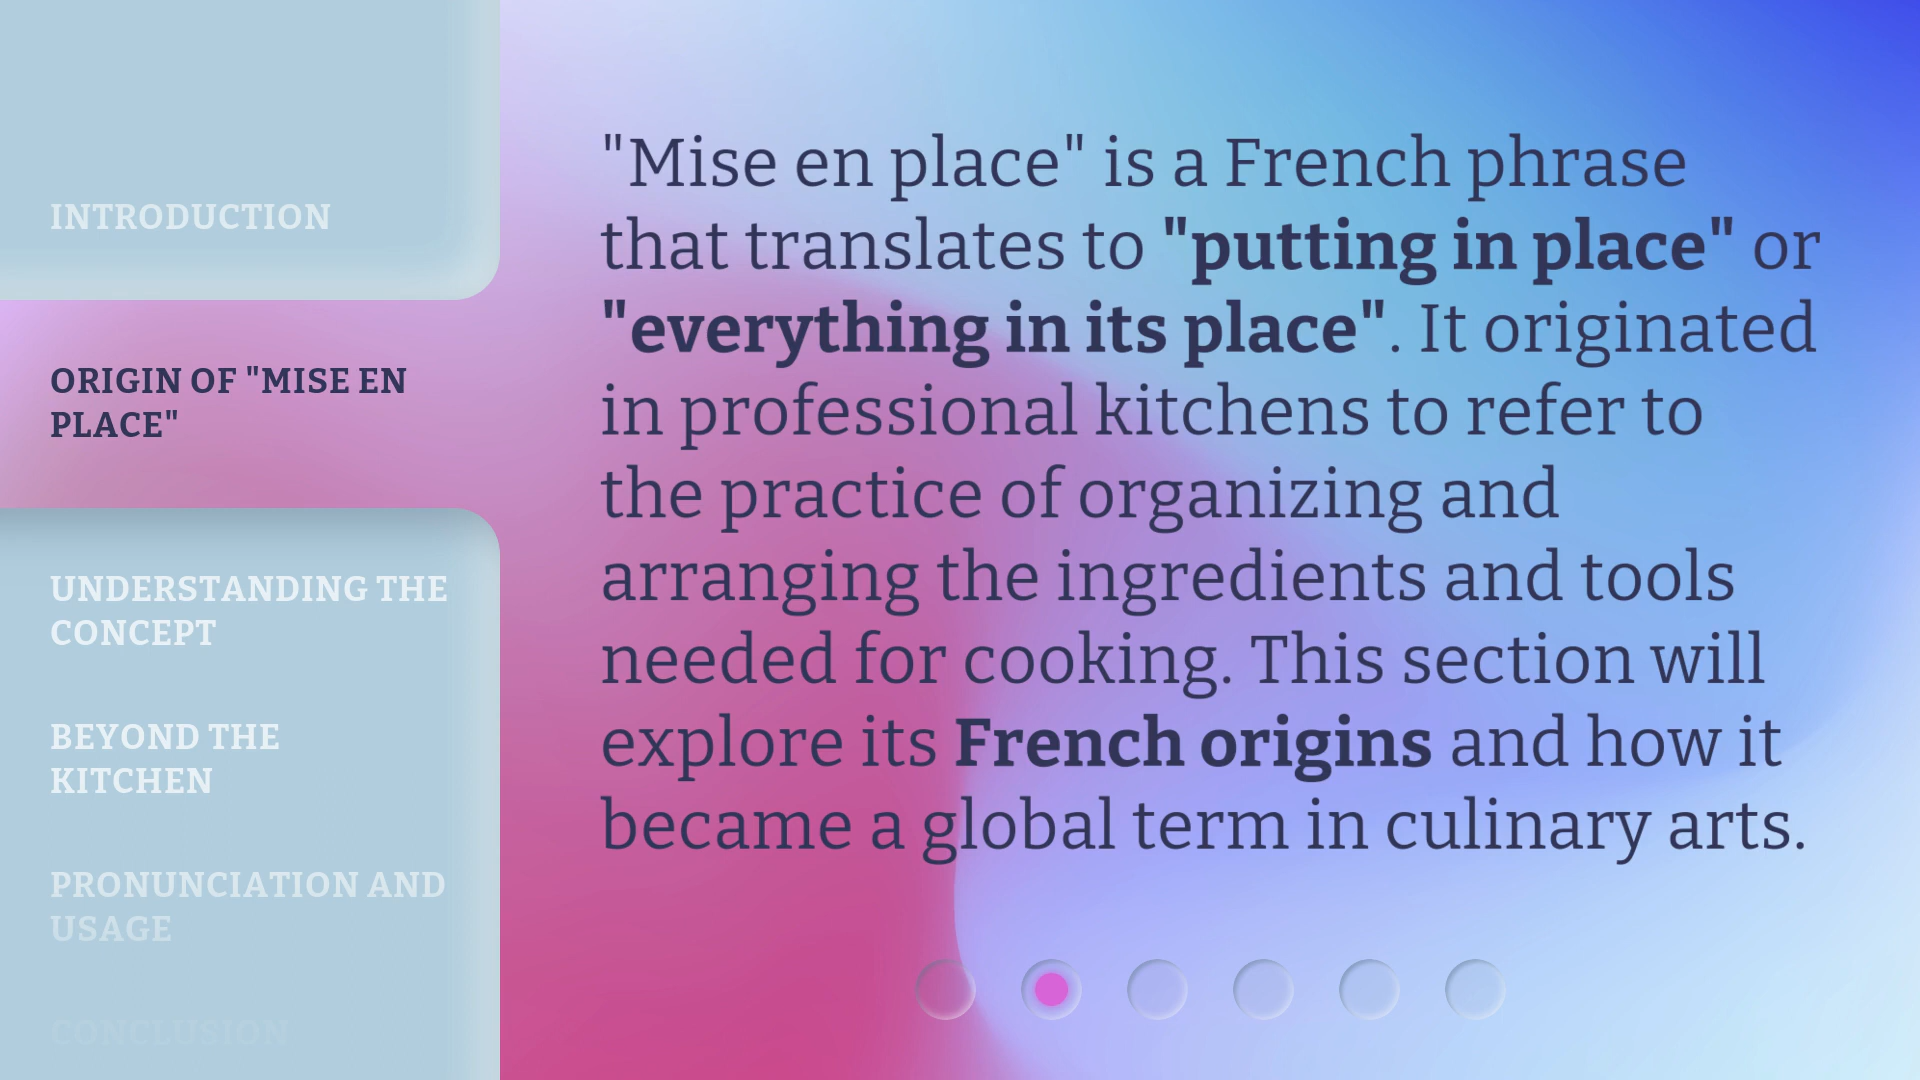 INTRODUCTION
ORIGIN OF "MISE EN
PLACE"
UNDERSTANDING THE
CONCEPT
BEYOND THE
KITCHEN
PRONUNCIATION AND
USAGE
CONCLUSION
"Mise en place" is a French phrase
that translates to "putting in place" or
"everything in its place". It originated
in professional kitchens to refer to
the practice of organizing and
arranging the ingredients and tools
needed for cooking. This section will
explore its French origins and how it
became a global term in culinary arts.